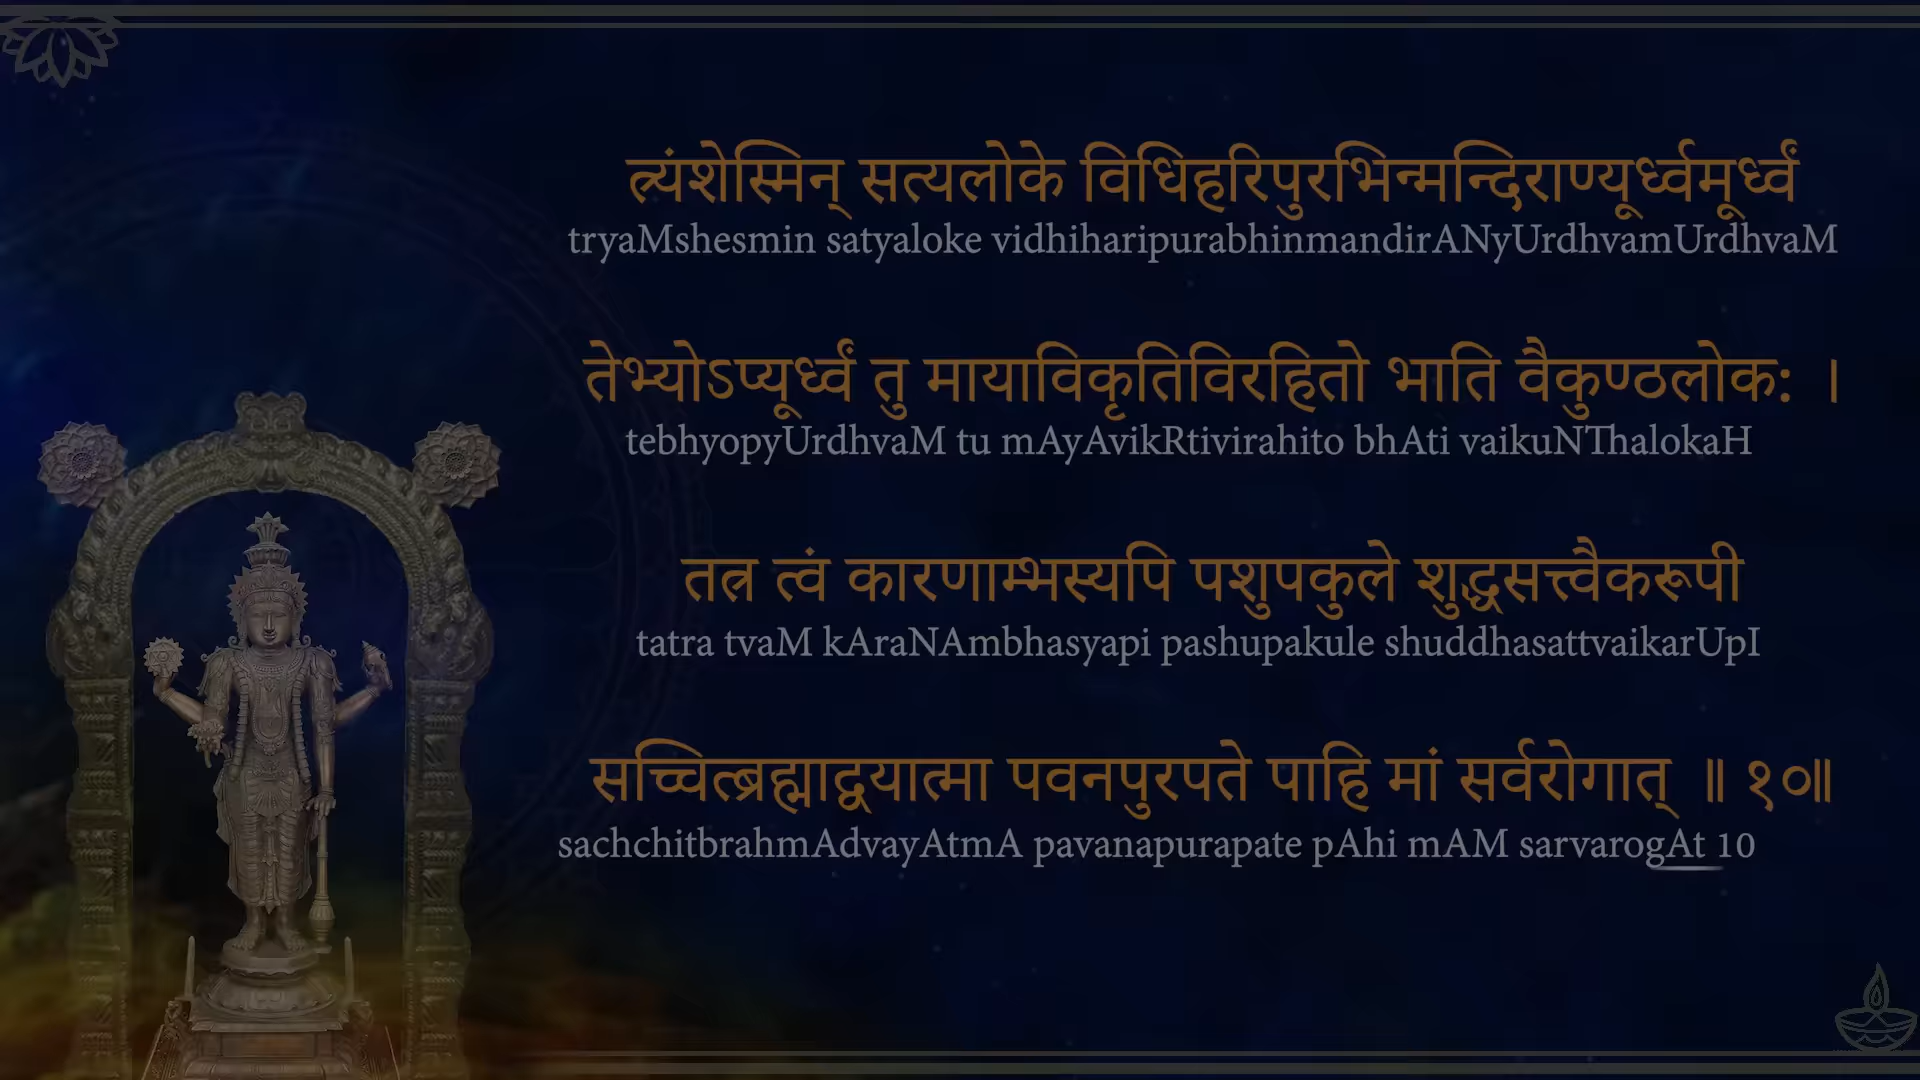 त्र्यंशेस्मिन् सत्यलोके विधिहरिपुरभिन्मन्दिराण्यूर्ध्वमूर्ध्वं
tryaMshesmin satyaloke vidhiharipurabhinmandirANyUrdhvamUrdhvaM
तेभ्योऽप्यूर्ध्वं तु मायाविकृतिविरहितो भाति वैकुण्ठलोकः ।
tebhyopyUrdhvaM tu mAyAvikRtivirahito bhAti vaikuNThalokaH
तत्र त्वं कारणाम्भस्यपि पशुपकुले शुद्धसत्त्वैकरूपी
tatra tvaM kAraNAmbhasyapi pashupakule shuddhasattvaikarUpI
सच्चित्ब्रह्माद्वयात्मा पवनपुरपते पाहि मां सर्वरोगात् ॥ १०॥
sachchitbrahmAdvayAtmA pavanapurapate pAhi mAM sarvarogAt 10